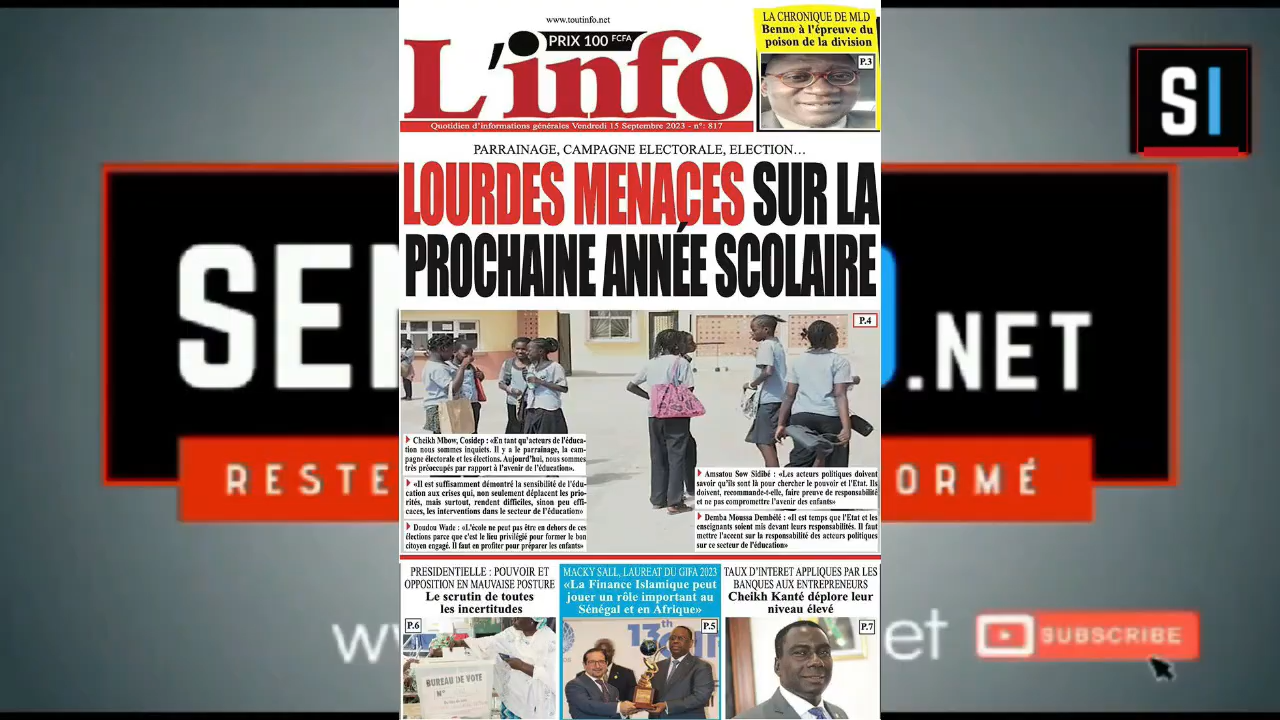 www.toutinfo.net
L'info
PRIX 100 FCFA
Quotidien d'informations générales Vendredi 15 Septembre 2023 - n°: 817
LA CHRONIQUE DE MLD
Benno à l'épreuve du
poison de la division
P.3
SI
PARRAINAGE, CAMPAGNE ELECTORALE, ELECTION...
LOURDES MENACES SUR LA
PROCHAINE ANNÉE SCOLAIRE
P.4
Cheikh Mbow, Cosidep : «En tant qu'acteurs de l'éduca-
tion nous sommes inquiets. Il y a le parrainage, la cam-
pagne électorale et les élections. Aujourd'hui, nous sommes
très préoccupés par rapport à l'avenir de l'éducation».
«Il est suffisamment démontré la sensibilité de l'édu-
cation aux crises qui, non seulement déplacent les prio-
rités, mais surtout, rendent difficiles, sinon peu effi-
caces, les interventions dans le secteur de l'éducation»
Doudou Wade : «L'école ne peut pas être en dehors de ces
élections parce que c'est le lieu privilégié pour former le bon
citoyen engagé. Il faut en profiter pour préparer les enfants»
Amsatou Sow Sidibé : «Les acteurs politiques doivent
savoir qu'ils sont là pour chercher le pouvoir et l'Etat. Ils
doivent, recommande-t-elle, faire preuve de responsabilité
et ne pas compromettre l'avenir des enfants»
Demba Moussa Dembélé : «Il est temps que l'Etat et les
enseignants soient mis devant leurs responsabilités. Il faut
mettre l'accent sur la responsabilité des acteurs politiques
sur ce secteur de l'éducation»
PRESIDENTIELLE : POUVOIR ET
OPPOSITION EN MAUVAISE POSTURE
Le scrutin de toutes
les incertitudes
P.6
BUREAU DE VOTE
N°
MACKY SALL, LAUREAT DU GIFA 2023
«La Finance Islamique peut
jouer un rôle important au
Sénégal et en Afrique»
P.5
13th
TAUX D'INTERET APPLIQUES PAR LES
BANQUES AUX ENTREPRENEURS
Cheikh Kanté déplore leur
niveau élevé
P.7
SE
.NET
RESTE
ORMÉ
et
SUBSCRIBE